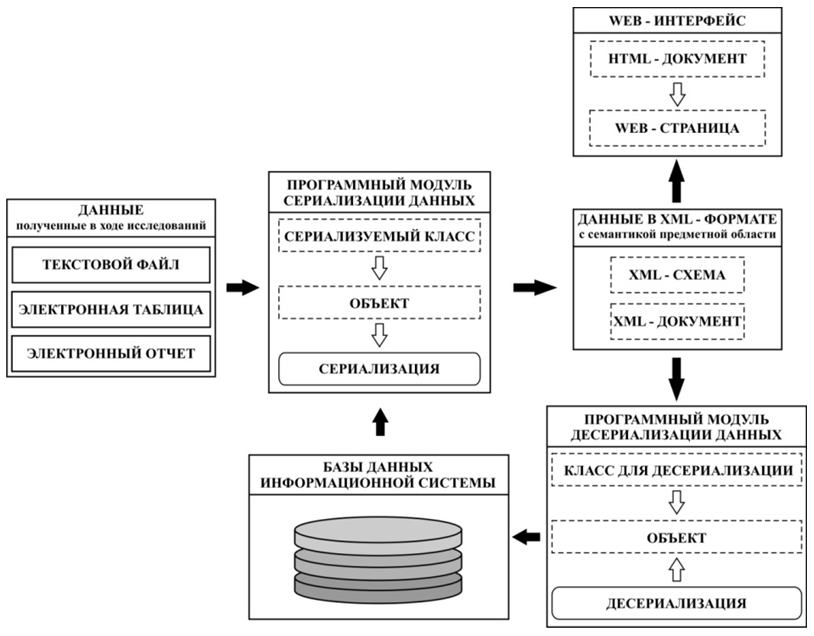 ДАННЫЕ
полученные в ходе исследований
ТЕКСТОВОЙ ФАЙЛ
ЭЛЕКТРОННАЯ ТАБЛИЦА
ЭЛЕКТРОННЫЙ ОТЧЕТ
ПРОГРАММНЫЙ МОДУЛЬ
СЕРИАЛИЗАЦИИ ДАННЫХ
СЕРИАЛИЗУЕМЫЙ КЛАСС
ОБЪЕКТ
СЕРИАЛИЗАЦИЯ
WEB - ИНТЕРФЕЙС
HTML - ДОКУМЕНТ
WEB - СТРАНИЦА
ДАННЫЕ В XML - ФОРМАТЕ
с семантикой предметной области
XML - СХЕМА
XML - ДОКУМЕНТ
ПРОГРАММНЫЙ МОДУЛЬ
ДЕСЕРИАЛИЗАЦИИ ДАННЫХ
КЛАСС ДЛЯ ДЕСЕРИАЛИЗАЦИИ
ОБЪЕКТ
ДЕСЕРИАЛИЗАЦИЯ
БАЗЫ ДАННЫХ
ИНФОРМАЦИОННОЙ СИСТЕМЫ